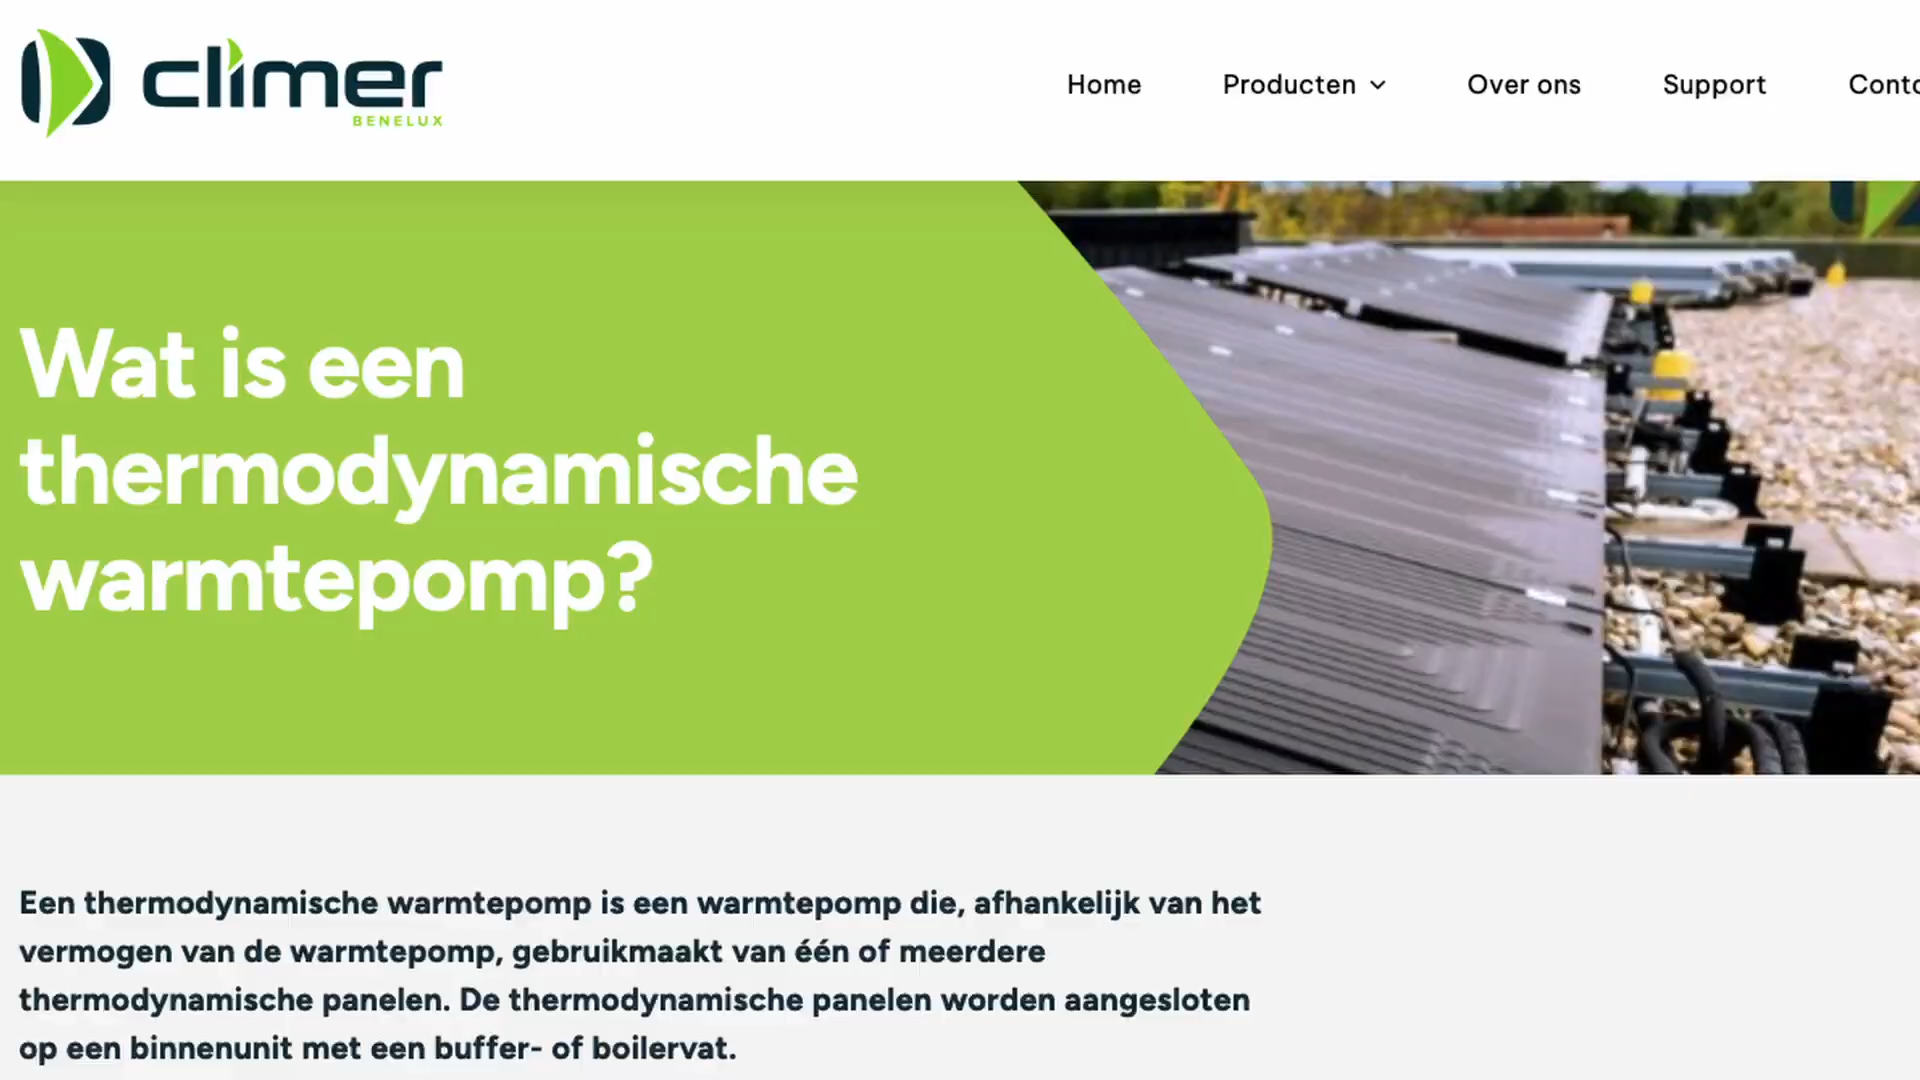 climer
BENELUX
Home Producten Over ons Support
Wat is een
thermodynamische
warmtepomp?
Een thermodynamische warmtepomp is een warmtepomp die, afhankelijk van het
vermogen van de warmtepomp, gebruikmaakt van één of meerdere
thermodynamische panelen. De thermodynamische panelen worden aangesloten
op een binnenunit met een buffer- of boilervat.